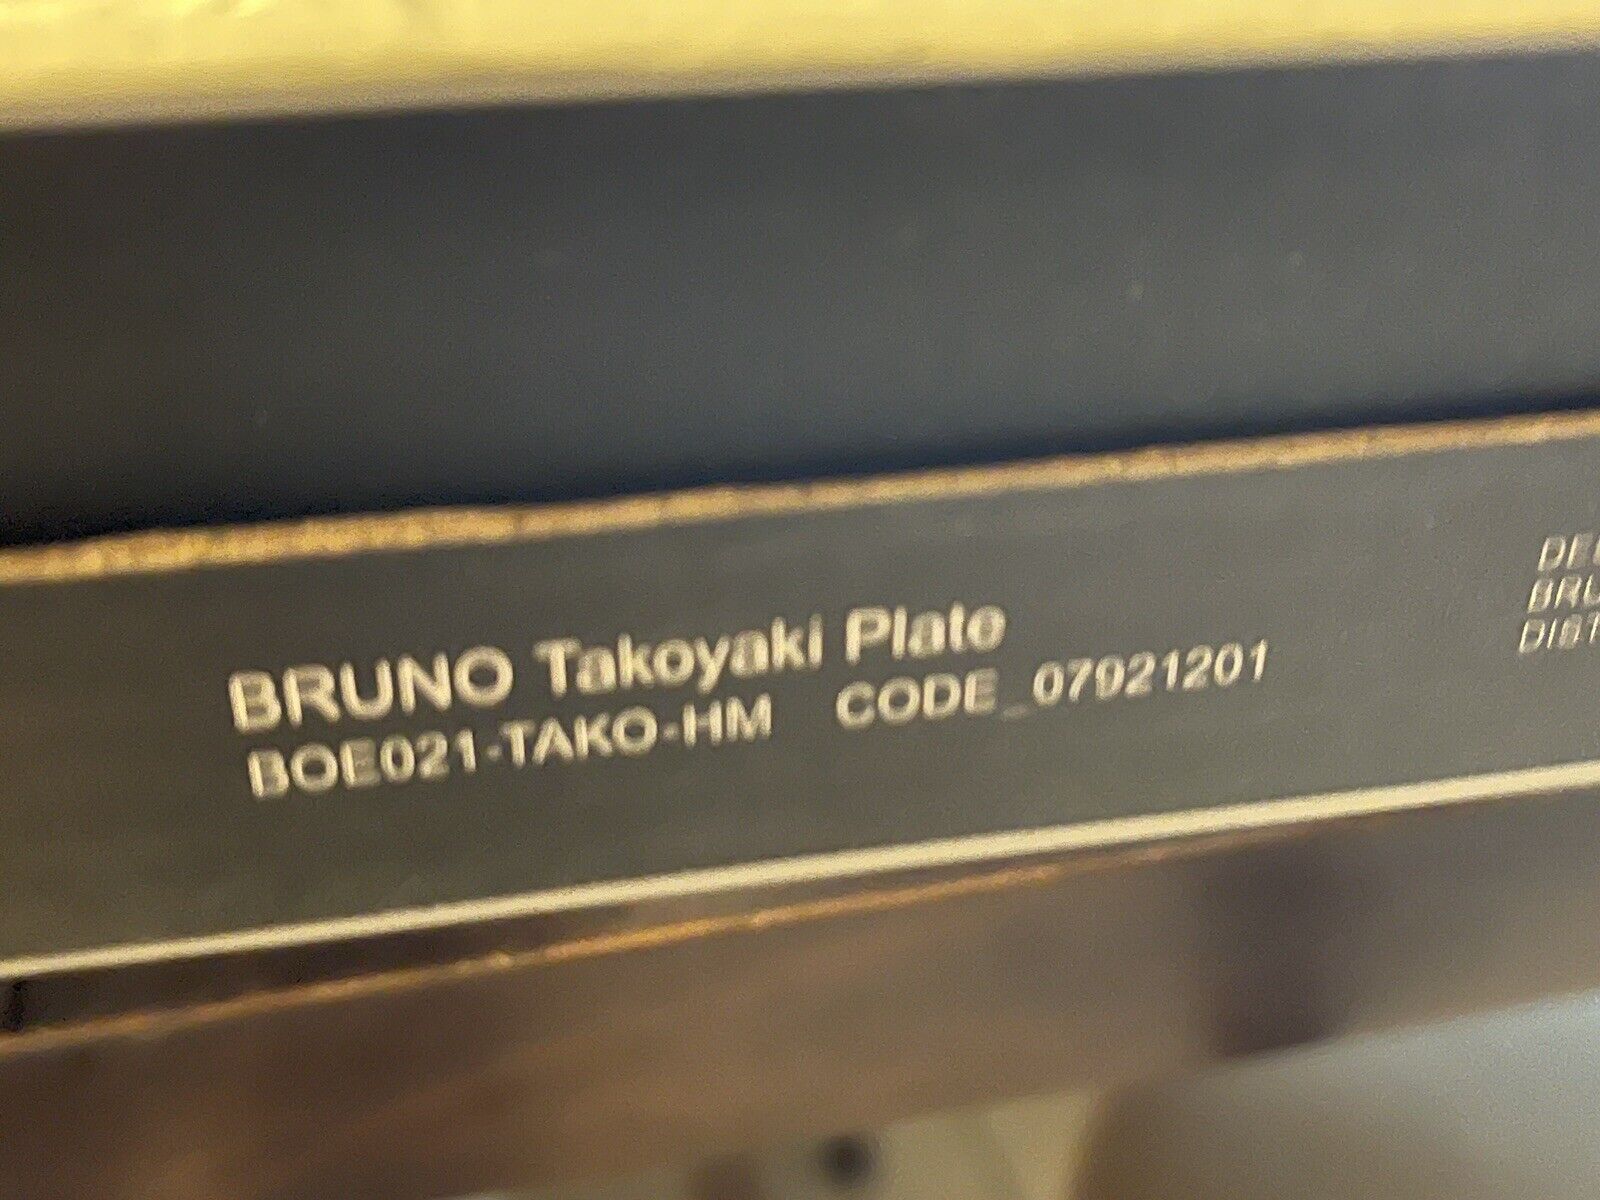 BRUNO Takoyaki Plate
BOE021-TAKO-HM CODE_07921201